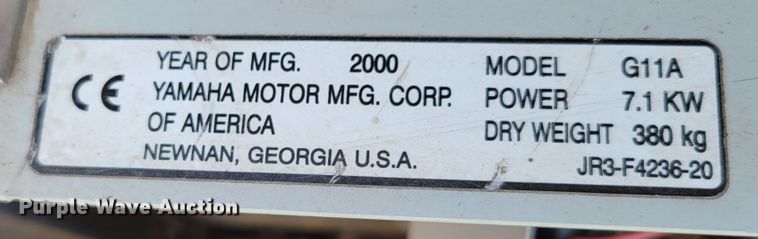 YEAR OF MFG. 2000 MODEL G11A
CE YAMAHA MOTOR MFG. CORP. POWER 7.1 KW
OF AMERICA DRY WEIGHT 380 kg
NEWNAN, GEORGIA U.S.A. JR3-F4236-20
Purple Wave Auction